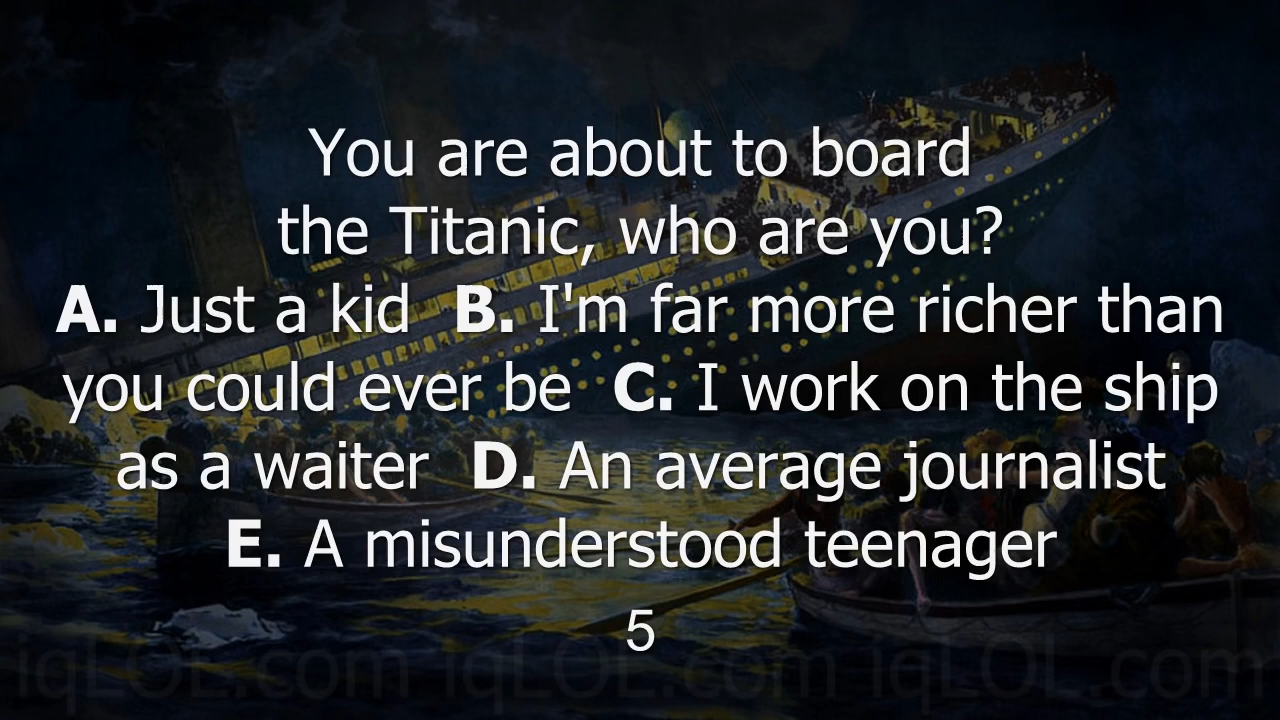 You are about to board
the Titanic, who are you?
A. Just a kid  B. I'm far more richer than
you could ever be  C. I work on the ship
as a waiter  D. An average journalist
E. A misunderstood teenager
5
iqLOL.com iqLOL.com iqLOL.com